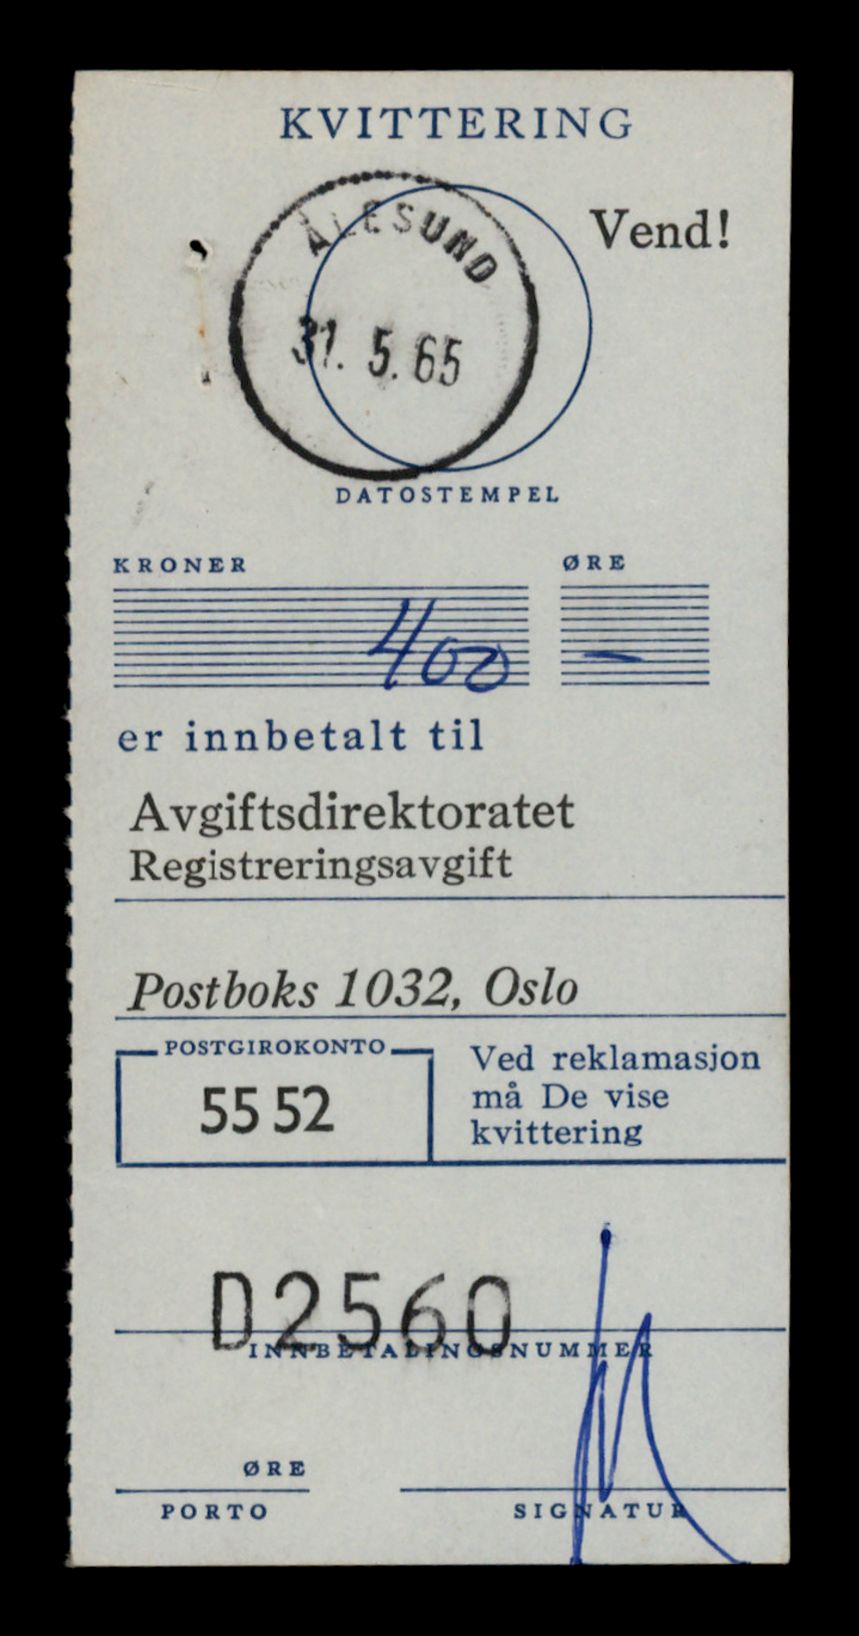 KVITTERING
Vend!
ÅLESUND
31. 5. 65
DATOSTEMPEL
KRONER ØRE
400 —
er innbetalt til
Avgiftsdirektoratet
Registreringsavgift
Postboks 1032, Oslo
POSTGIROKONTO
55 52
Ved reklamasjon
må De vise
kvittering
D2560
INNBETALINGSNUMMER
ØRE
PORTO SIGNATUR